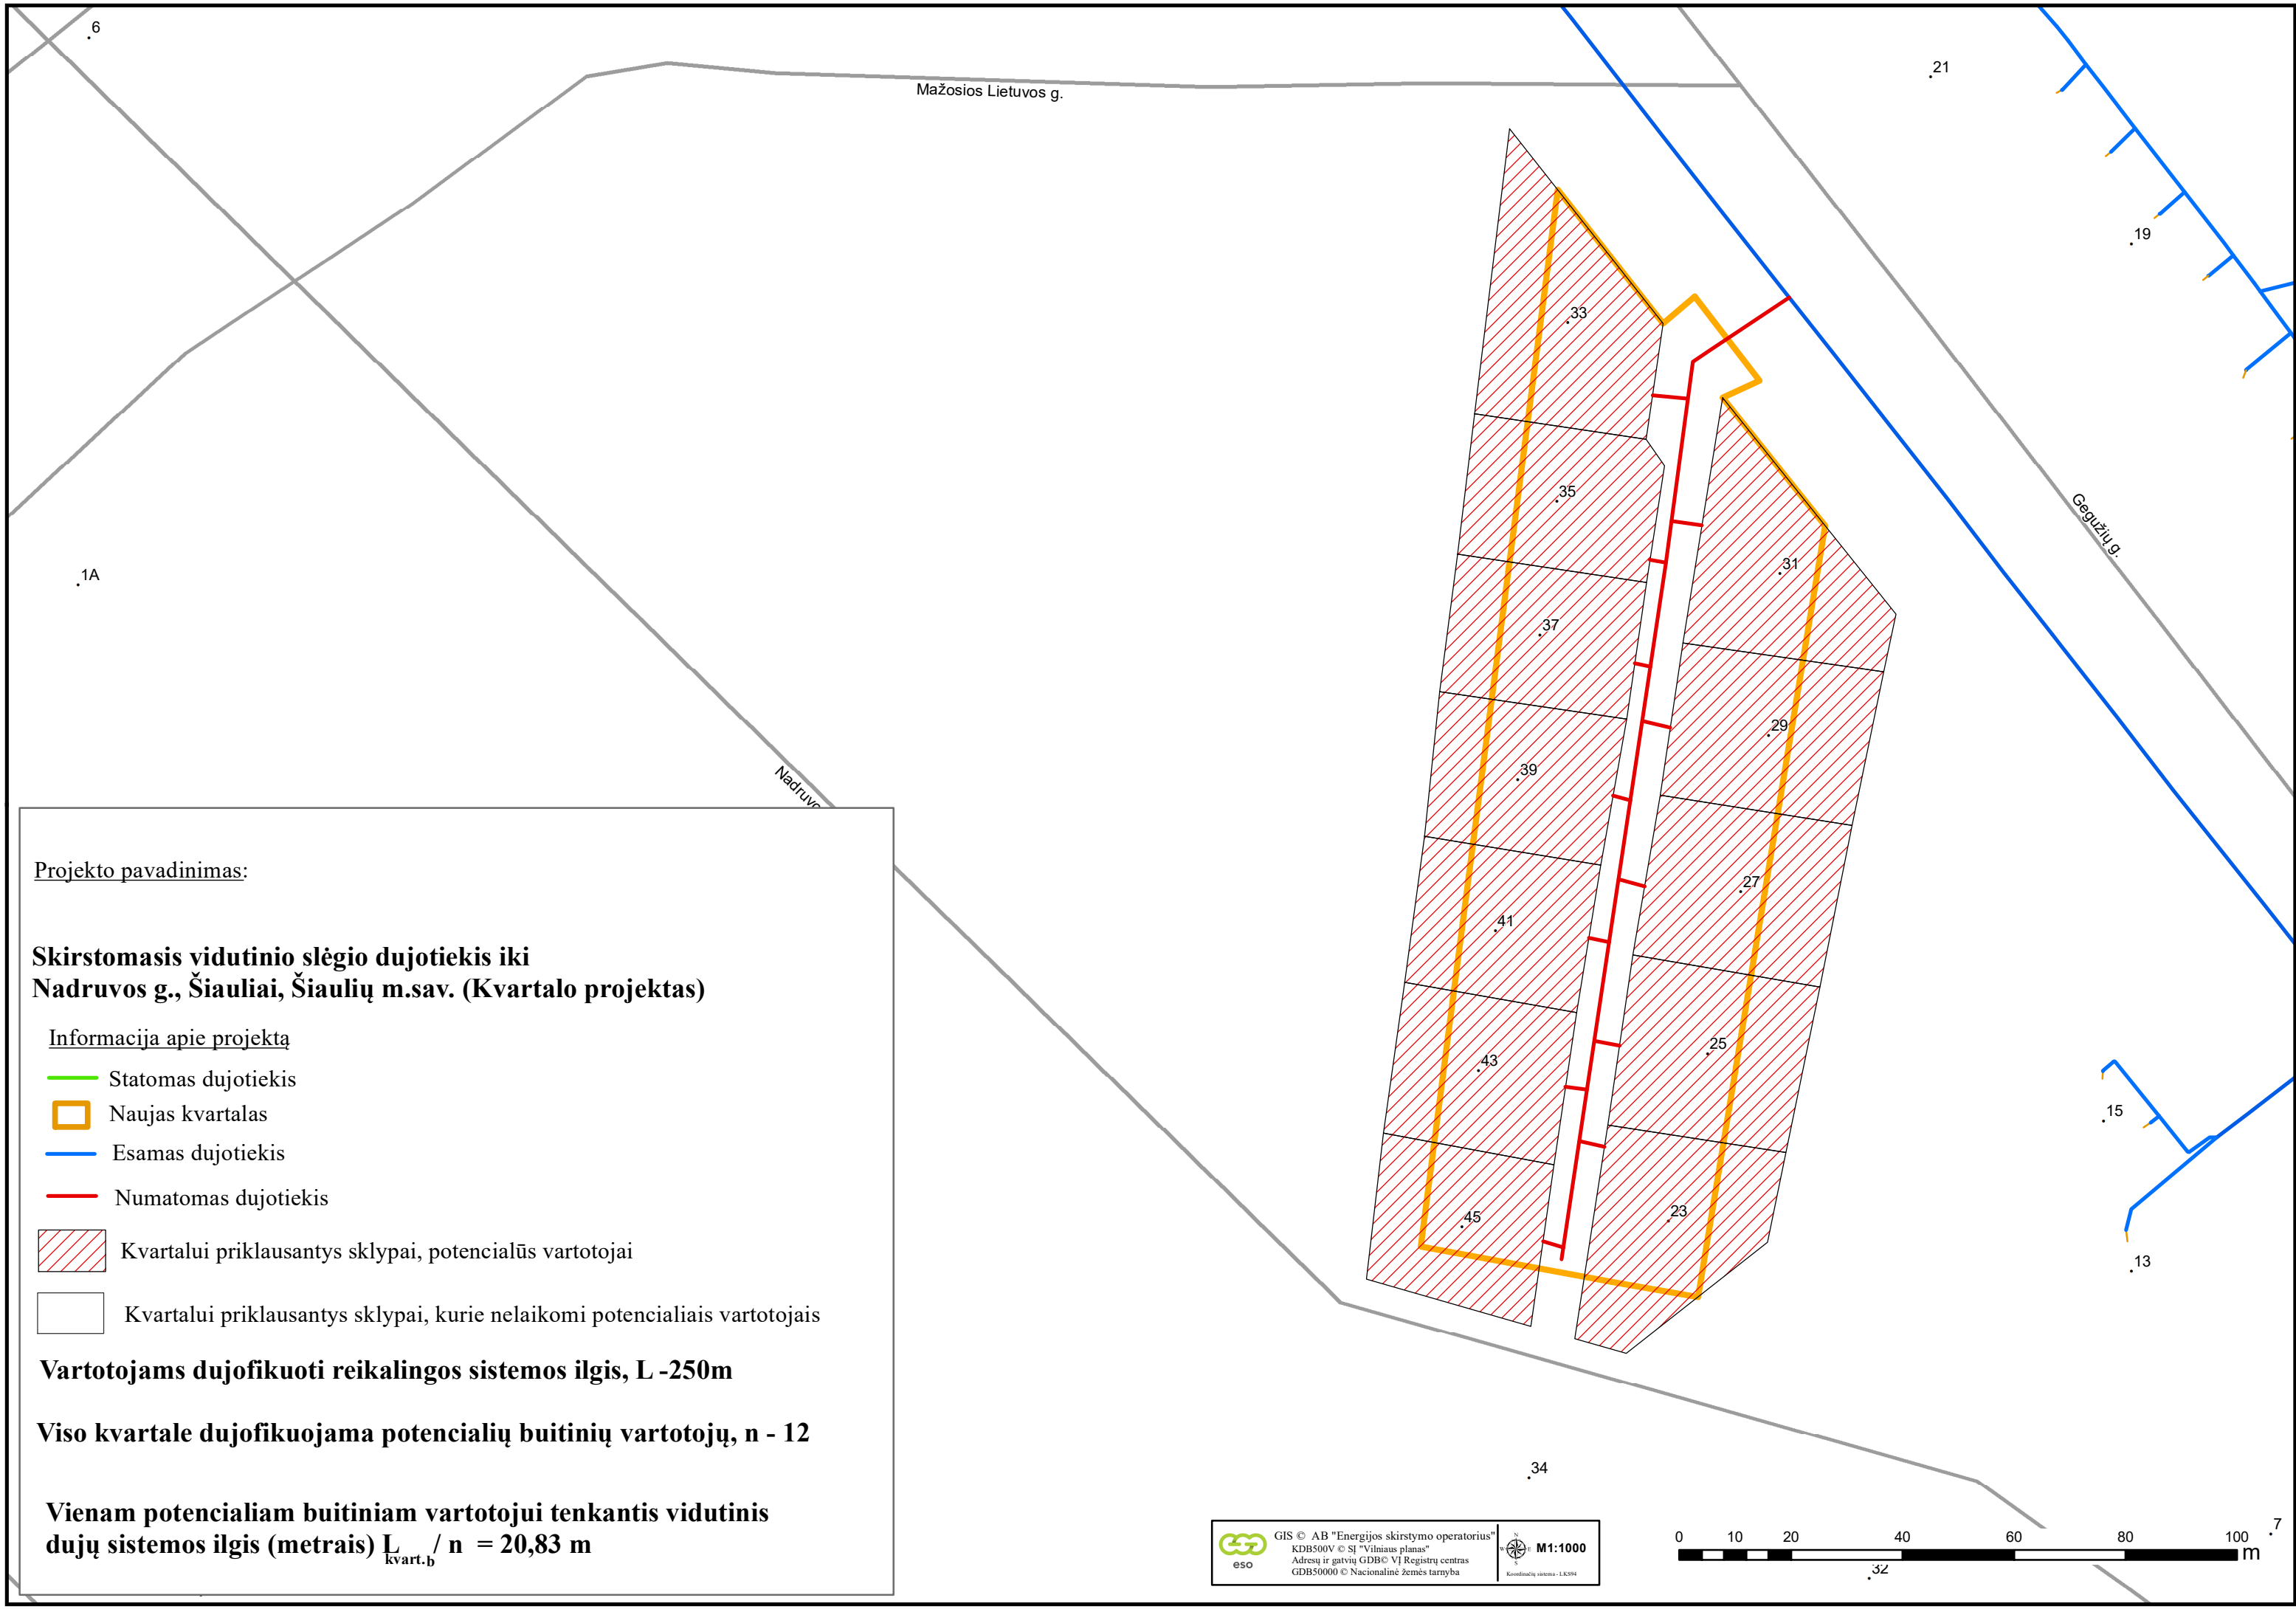 6
21
Mažosios Lietuvos g.
19
33
35
Gegužių g.
31
1A
37
29
Nadruvo
39
27
41
25
43
15
45
23
13
Projekto pavadinimas:
Skirstomasis vidutinio slėgio dujotiekis iki
Nadruvos g., Šiauliai, Šiaulių m.sav. (Kvartalo projektas)
Informacija apie projektą
Statomas dujotiekis
Naujas kvartalas
Esamas dujotiekis
Numatomas dujotiekis
Kvartalui priklausantys sklypai, potencialūs vartotojai
Kvartalui priklausantys sklypai, kurie nelaikomi potencialiais vartotojais
Vartotojams dujofikuoti reikalingos sistemos ilgis, L -250m
Viso kvartale dujofikuojama potencialių buitinių vartotojų, n - 12
Vienam potencialiam buitiniam vartotojui tenkantis vidutinis
dujų sistemos ilgis (metrais) L kvart.b / n = 20,83 m
34
eso
GIS © AB "Energijos skirstymo operatorius"
KDB500V © SĮ "Vilniaus planas"
Adresų ir gatvių GDB© VĮ Registrų centras
GDB50000 © Nacionalinė žemės tarnyba
N
W E
S
M1:1000
Koordinačių sistema - LKS94
0 10 20 40 60 80 100
m
7
32